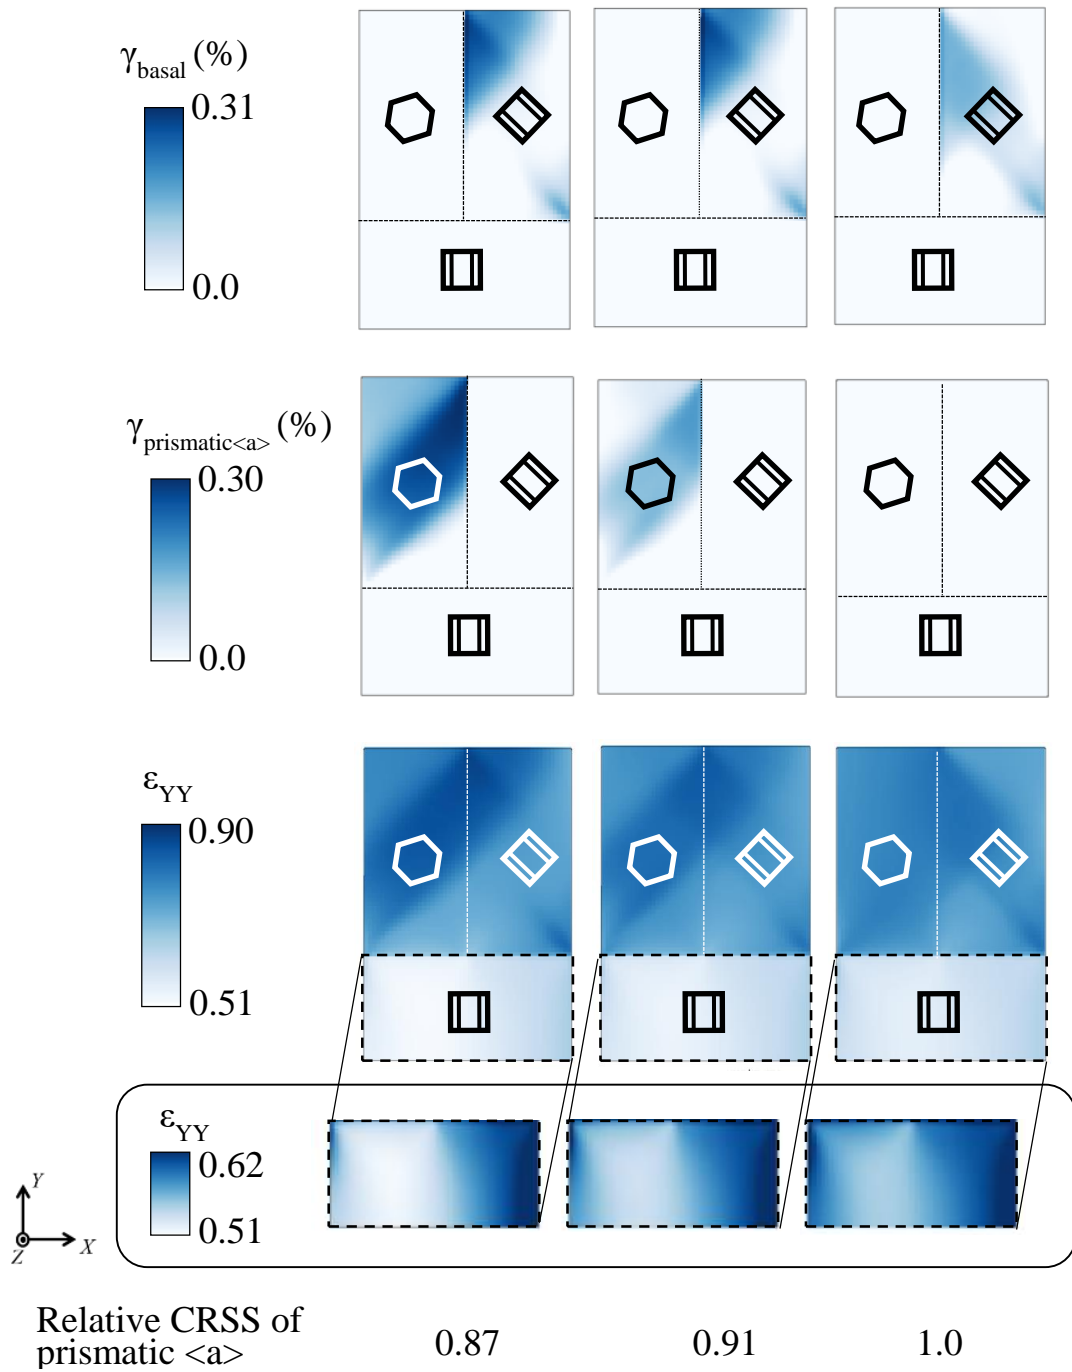 γbasal (%)
0.31
0.0
γprismatic<a> (%)
0.30
0.0
εYY
0.90
0.51
εYY
0.62
0.51
Y
Z X
Relative CRSS of
prismatic <a>
0.87 0.91 1.0